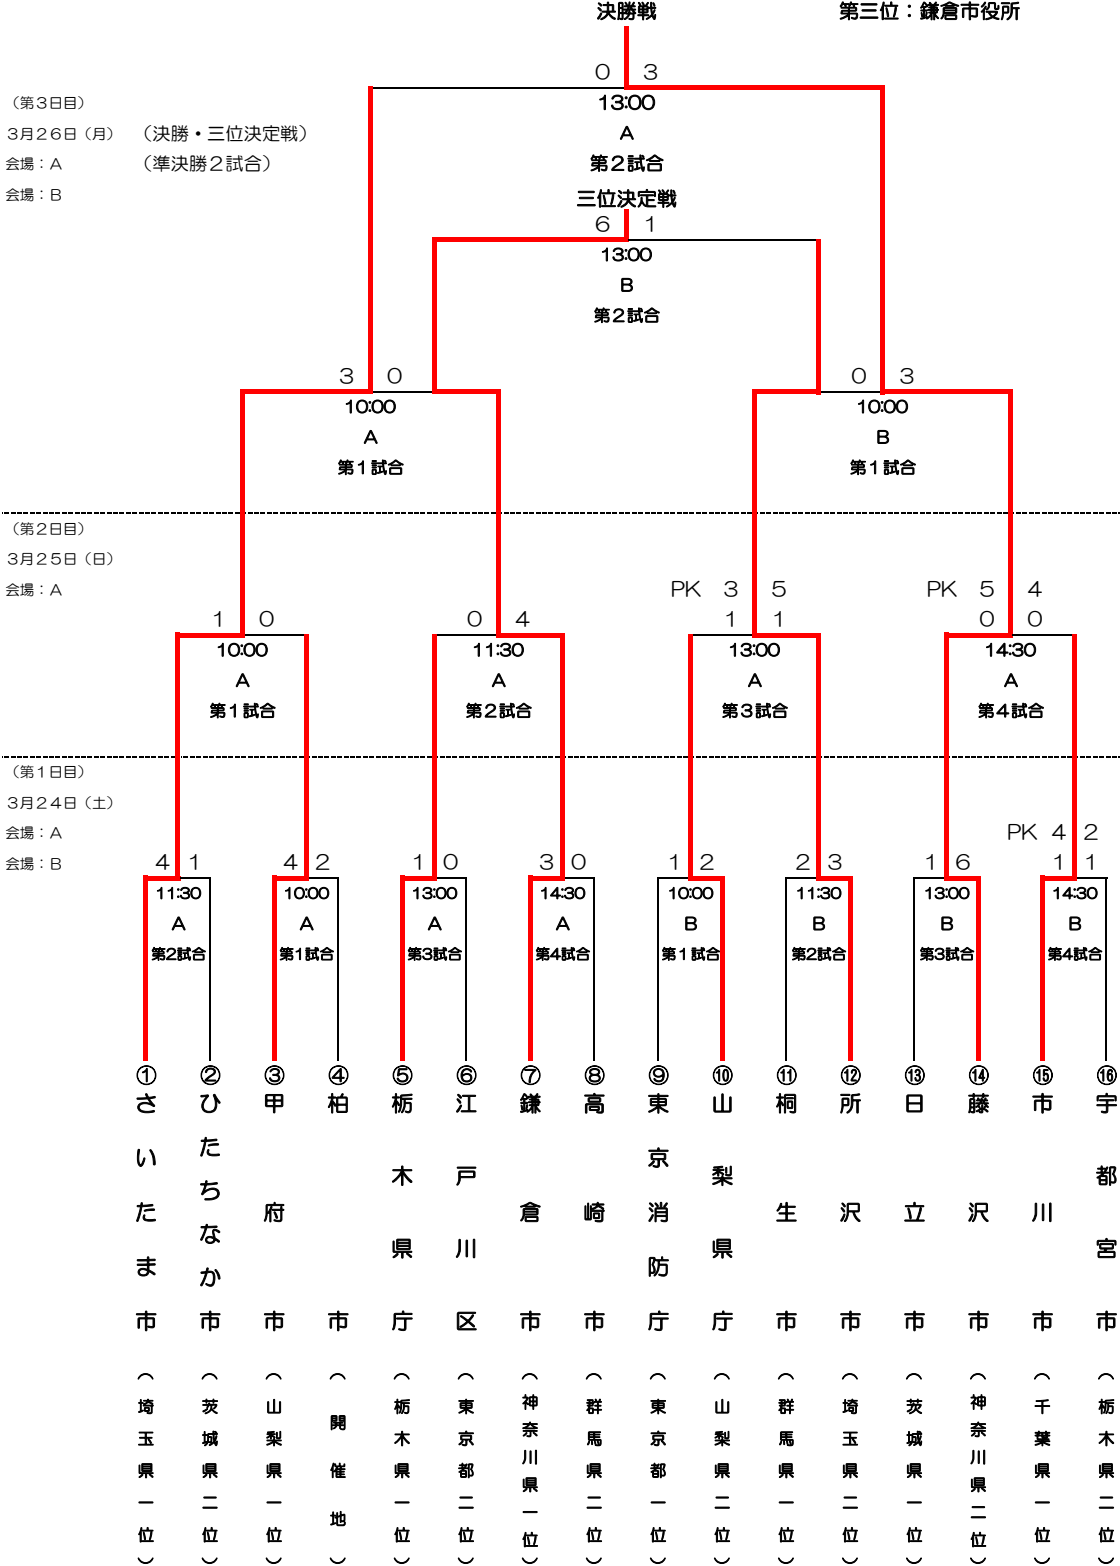 決勝戦 第三位：鎌倉市役所
0 3
（第３日目） 13:00
３月２６日（月） （決勝・三位決定戦） A
会場：A （準決勝２試合） 第２試合
会場：B 三位決定戦
6 1
13:00
B
第２試合
3 0 0 3
10:00 10:00
A B
第１試合 第１試合
（第２日目）
３月２５日（日）
会場：A PK 3 5 PK 5 4
1 0 0 4 1 1 0 0
10:00 11:30 13:00 14:30
A A A A
第１試合 第２試合 第３試合 第４試合
（第１日目）
３月２４日（土）
会場：A PK 4 2
会場：B 4 1 4 2 1 0 3 0 1 2 2 3 1 6 1 1
11:30 10:00 13:00 14:30 10:00 11:30 13:00 14:30
A A A A B B B B
第2試合 第1試合 第3試合 第4試合 第１試合 第2試合 第3試合 第4試合
①さいたま市（埼玉県一位）
②ひたちなか市（茨城県二位）
③甲府市（山梨県一位）
④柏市（開催地）
⑤栃木県庁（栃木県一位）
⑥江戸川区（東京都二位）
⑦鎌倉市（神奈川県一位）
⑧高崎市（群馬県二位）
⑨東京消防庁（東京都一位）
⑩山梨県庁（山梨県二位）
⑪桐生市（群馬県一位）
⑫所沢市（埼玉県二位）
⑬日立市（茨城県一位）
⑭藤沢市（神奈川県二位）
⑮市川市（千葉県一位）
⑯宇都宮市（栃木県二位）